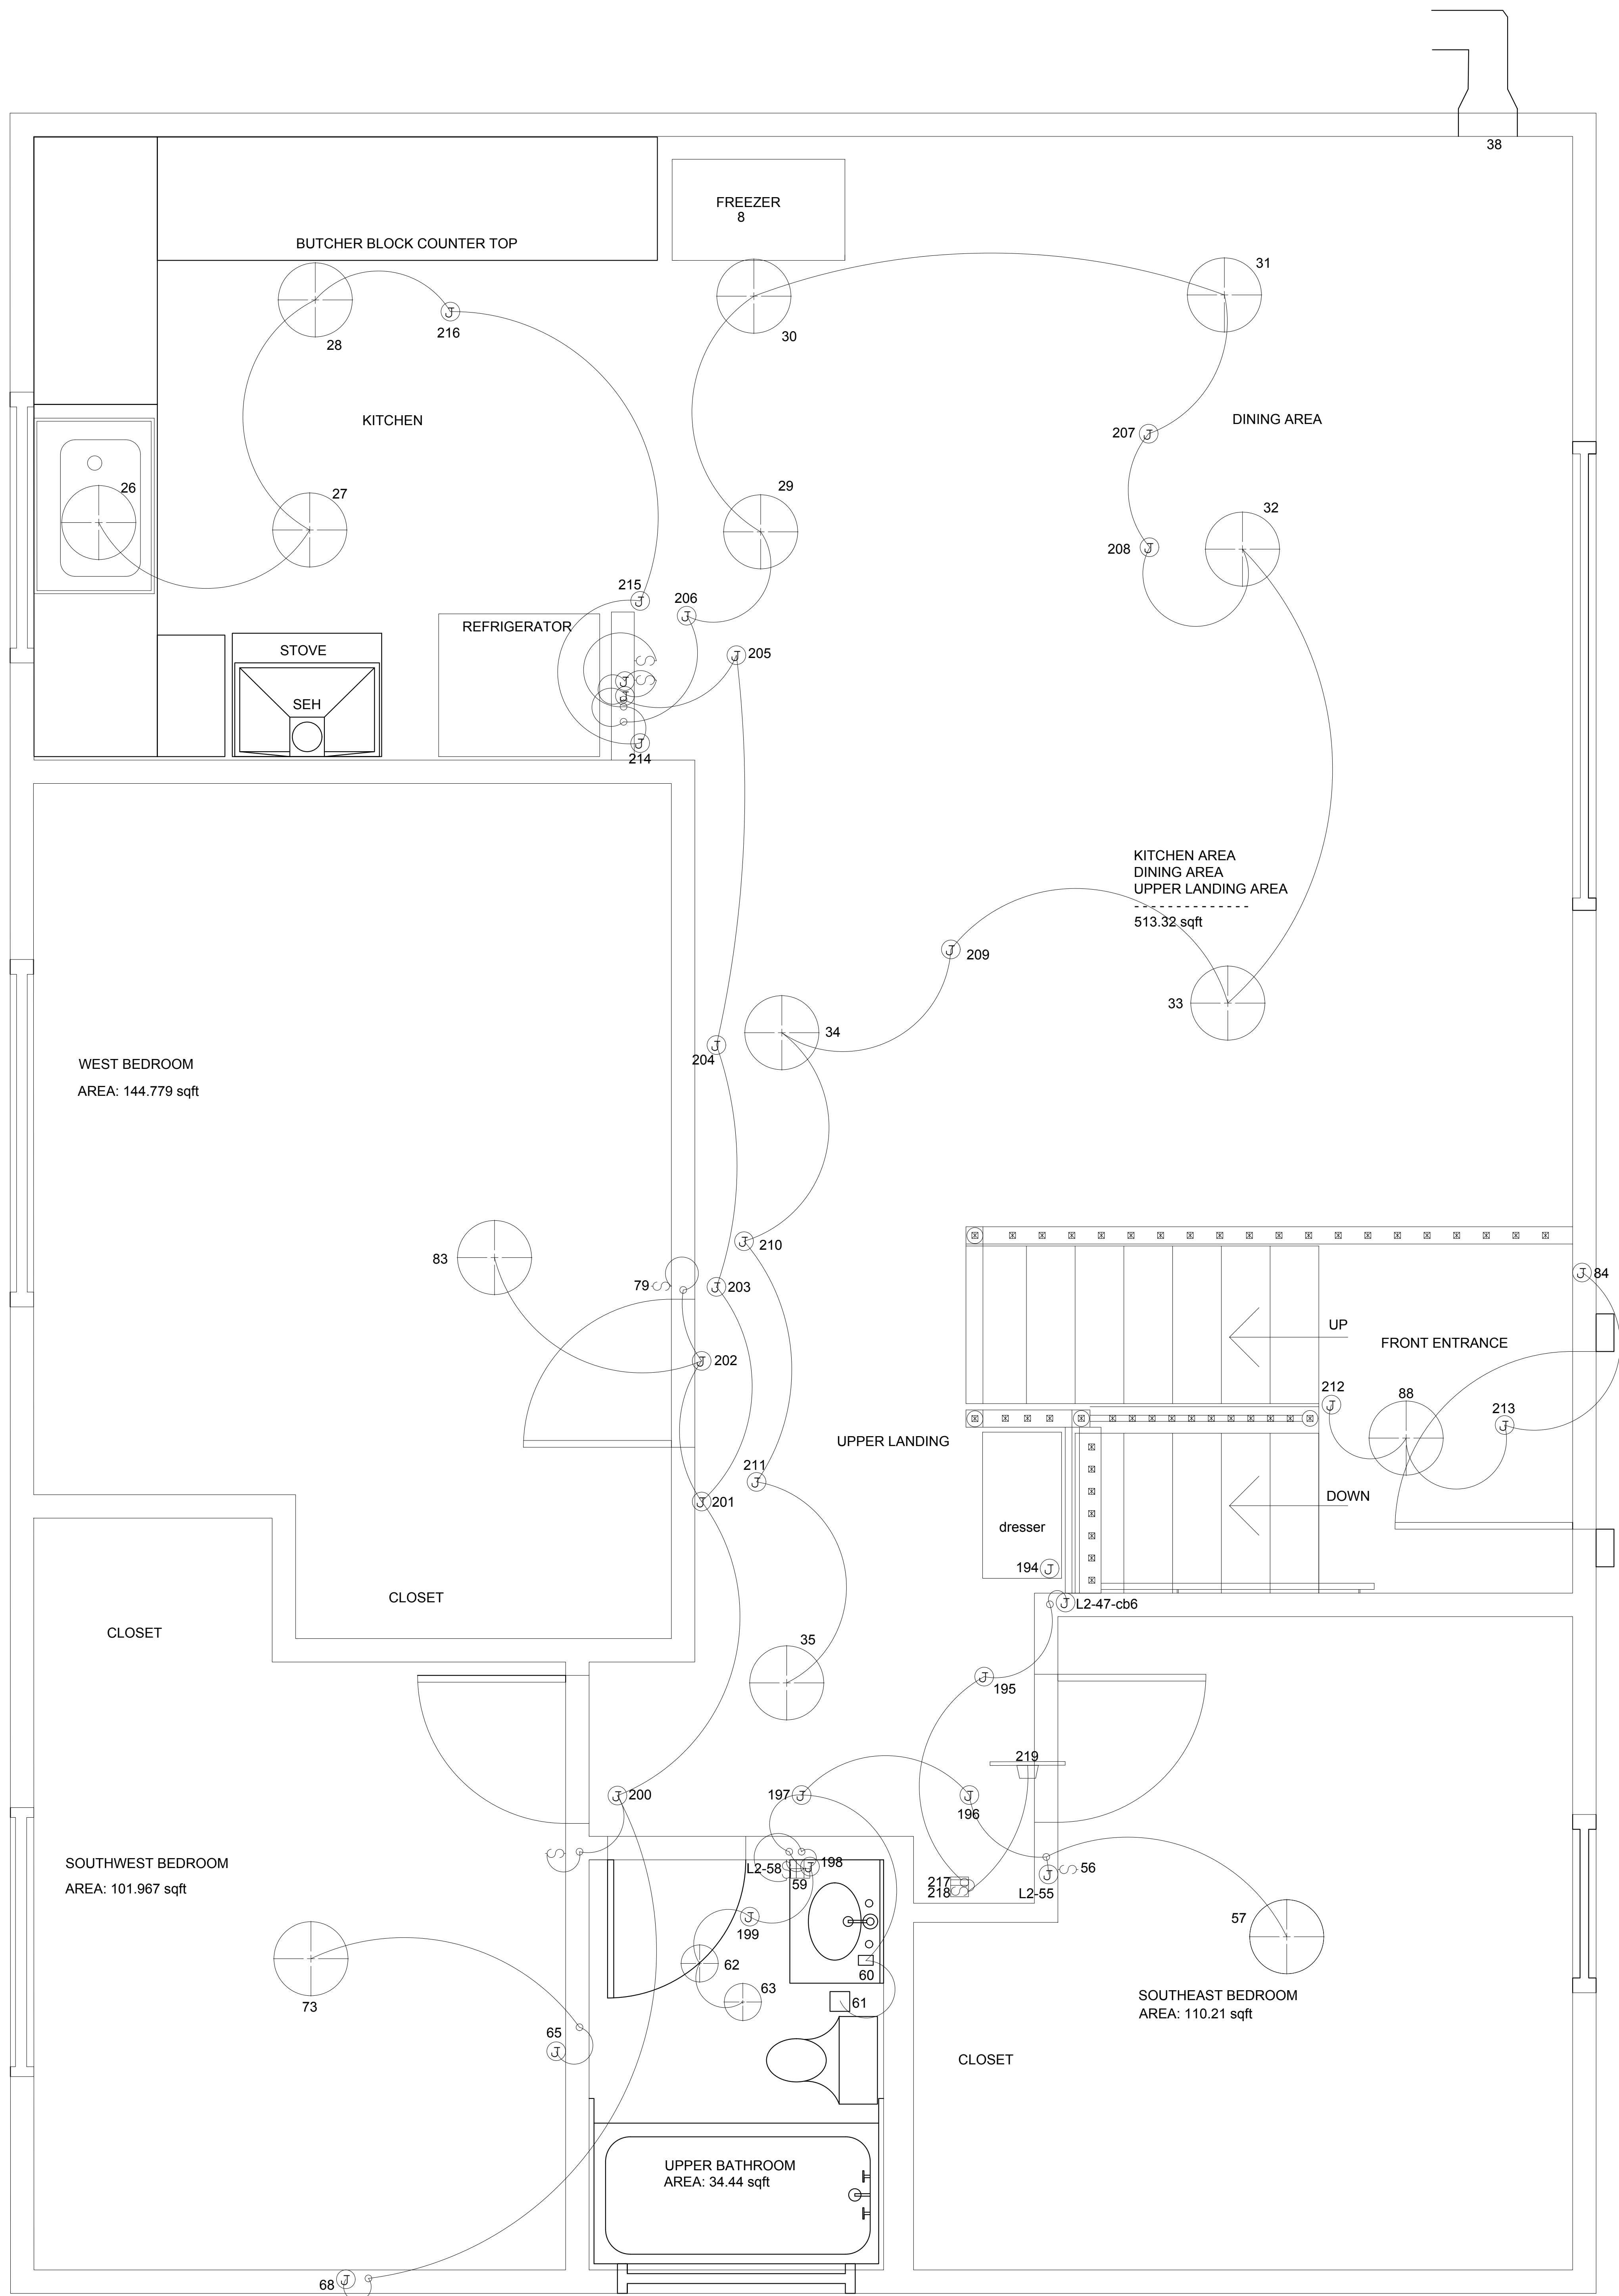 38
FREEZER
8
BUTCHER BLOCK COUNTER TOP
31
28
J
216
30
KITCHEN
DINING AREA
207 J
26
27
29
32
208 J
215
J
206
J
REFRIGERATOR
STOVE
J 205
S
J S
J
SEH
J
214
KITCHEN AREA
DINING AREA
UPPER LANDING AREA
- - - - - - - - - - - - - - -
513.32 sqft
J 209
33
34
J
204
WEST BEDROOM
AREA: 144.779 sqft
J 210
83
79 S
J 203
J 84
UP
FRONT ENTRANCE
J 202
212
J
88
213
J
UPPER LANDING
211
J
DOWN
J 201
dresser
194 J
CLOSET
J L2-47-cb6
CLOSET
35
J
195
219
J 200
197 J
J
196
S
SOUTHWEST BEDROOM
AREA: 101.967 sqft
L2-58
J 198
59
J
L2-55
S 56
217
218 S
J
199
57
62
60
63
61
73
SOUTHEAST BEDROOM
AREA: 110.21 sqft
65
J
CLOSET
UPPER BATHROOM
AREA: 34.44 sqft
68 J